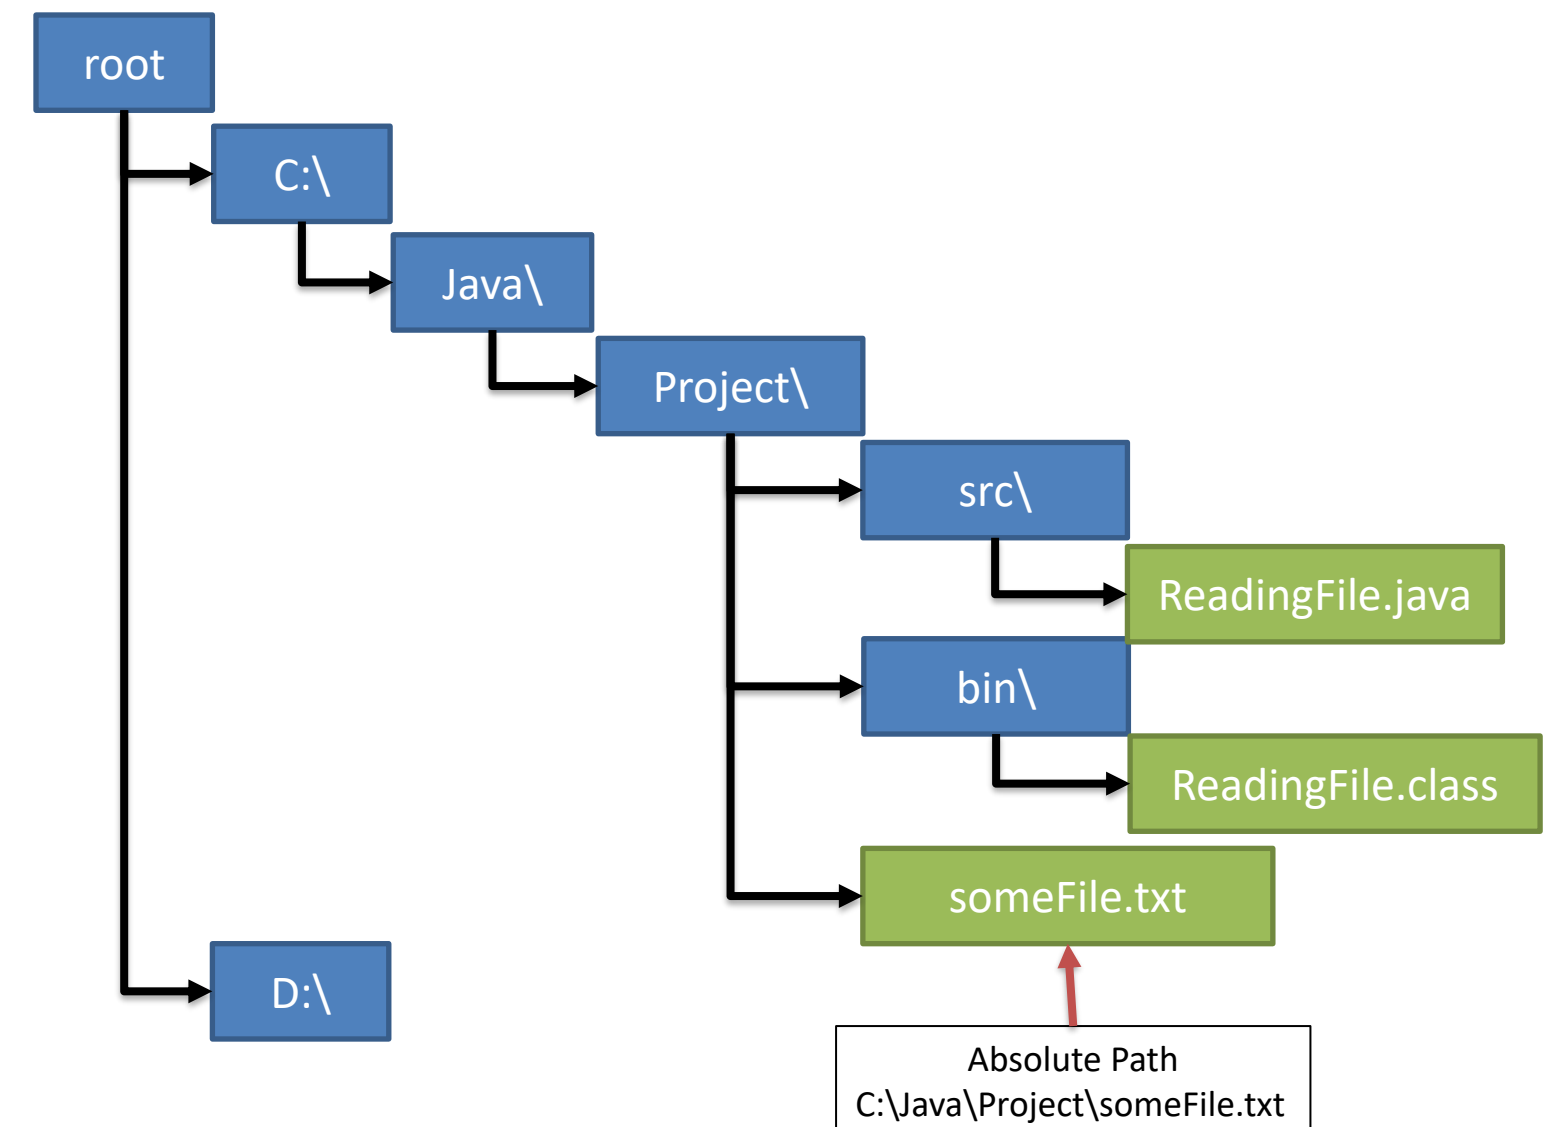 root
C:\
Java\
Project\
src\
ReadingFile.java
bin\
ReadingFile.class
someFile.txt
D:\
Absolute Path
C:\Java\Project\someFile.txt